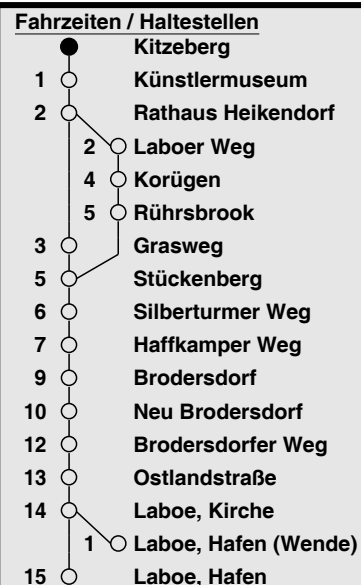 Fahrzeiten / Haltestellen
Kitzeberg
1 Künstlermuseum
2 Rathaus Heikendorf
2 Laboer Weg
4 Korügen
5 Rührsbrook
3 Grasweg
5 Stückenberg
6 Silberturmer Weg
7 Haffkamper Weg
9 Brodersdorf
10 Neu Brodersdorf
12 Brodersdorfer Weg
13 Ostlandstraße
14 Laboe, Kirche
1 Laboe, Hafen (Wende)
15 Laboe, Hafen